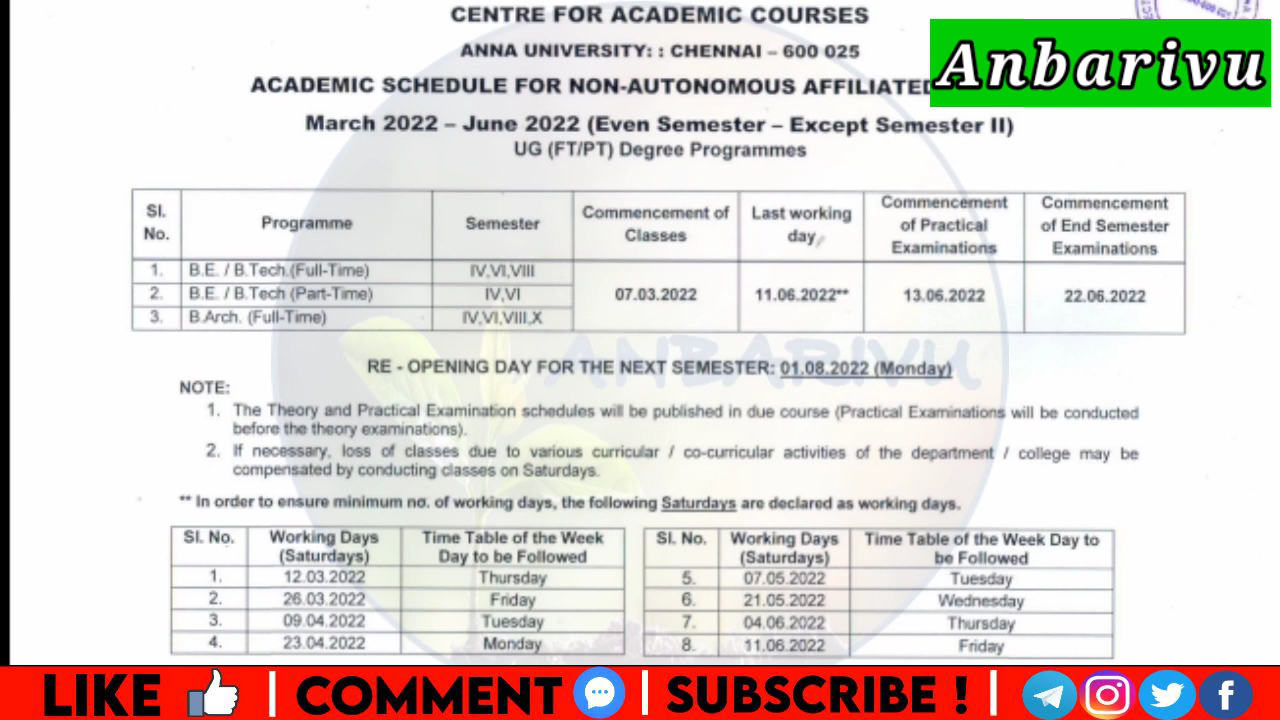 CENTRE FOR ACADEMIC COURSES
ANNA UNIVERSITY: : CHENNAI – 600 025
Anbarivu
ACADEMIC SCHEDULE FOR NON-AUTONOMOUS AFFILIATED
March 2022 – June 2022 (Even Semester – Except Semester II)
UG (FT/PT) Degree Programmes
Sl. No. Programme Semester Commencement of Classes Last working day Commencement of Practical Examinations Commencement of End Semester Examinations
1. B.E. / B.Tech.(Full-Time) IV,VI,VIII
2. B.E. / B.Tech (Part-Time) IV,VI 07.03.2022 11.06.2022** 13.06.2022 22.06.2022
3. B.Arch. (Full-Time) IV,VI,VIII,X
ANBARIVU
RE - OPENING DAY FOR THE NEXT SEMESTER: 01.08.2022 (Monday)
NOTE:
1. The Theory and Practical Examination schedules will be published in due course (Practical Examinations will be conducted
before the theory examinations).
2. If necessary, loss of classes due to various curricular / co-curricular activities of the department / college may be
compensated by conducting classes on Saturdays.
** In order to ensure minimum no. of working days, the following Saturdays are declared as working days.
Sl. No. Working Days (Saturdays) Time Table of the Week Day to be Followed Sl. No. Working Days (Saturdays) Time Table of the Week Day to be Followed
1. 12.03.2022 Thursday 5. 07.05.2022 Tuesday
2. 26.03.2022 Friday 6. 21.05.2022 Wednesday
3. 09.04.2022 Tuesday 7. 04.06.2022 Thursday
4. 23.04.2022 Monday 8. 11.06.2022 Friday
LIKE | COMMENT | SUBSCRIBE ! |